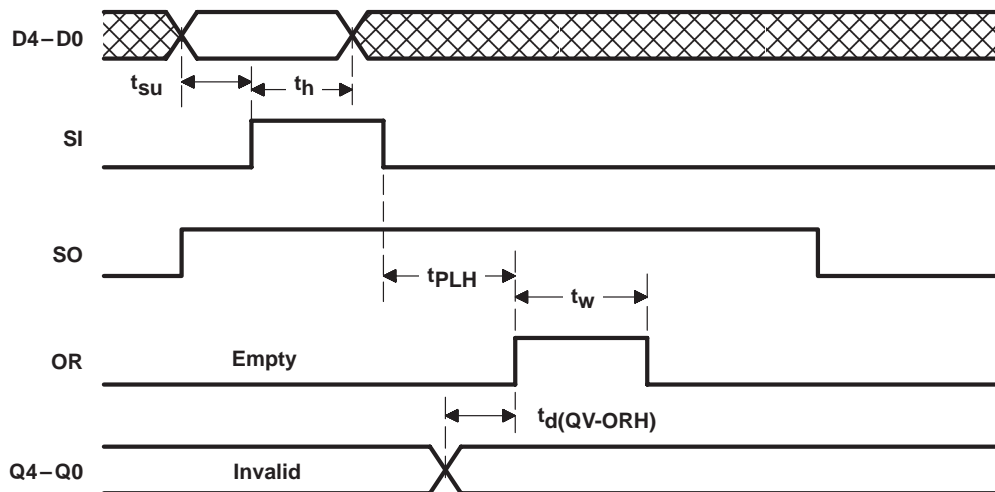 D4–D0
tsu
th
SI
SO
tPLH
tw
OR
Empty
td(QV-ORH)
Q4–Q0
Invalid